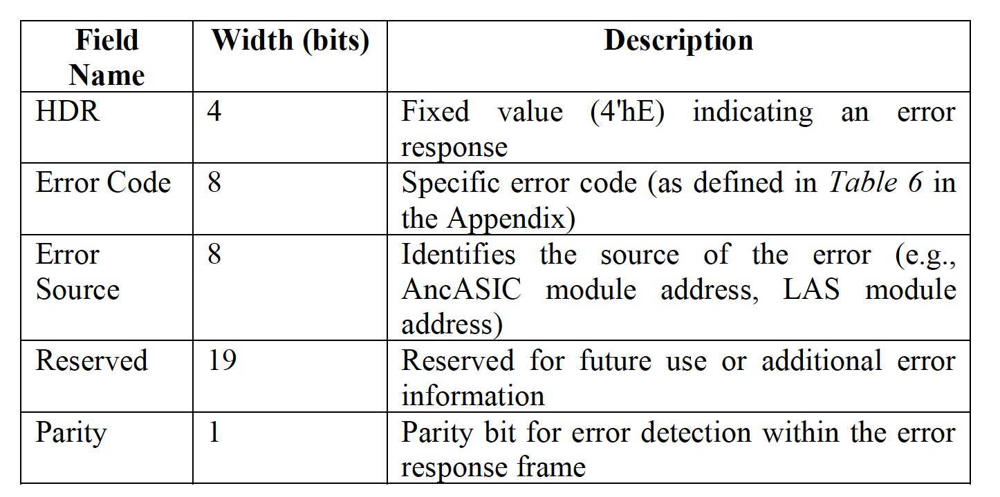 Field Name Width (bits) Description
HDR 4 Fixed value (4'hE) indicating an error
response
Error Code 8 Specific error code (as defined in Table 6 in
the Appendix)
Error Source 8 Identifies the source of the error (e.g.,
AncASIC module address, LAS module
address)
Reserved 19 Reserved for future use or additional error
information
Parity 1 Parity bit for error detection within the error
response frame